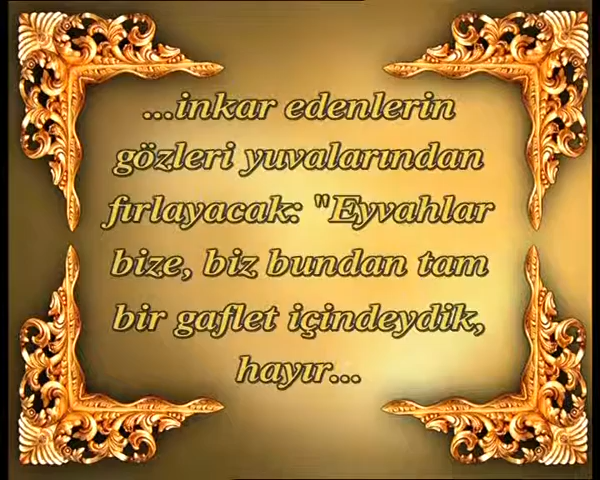 ...inkar edenlerin
gözleri yuvalarından
fırlayacak: "Eyvahlar
bize, biz bundan tam
bir gaflet içindeydik,
hayır...